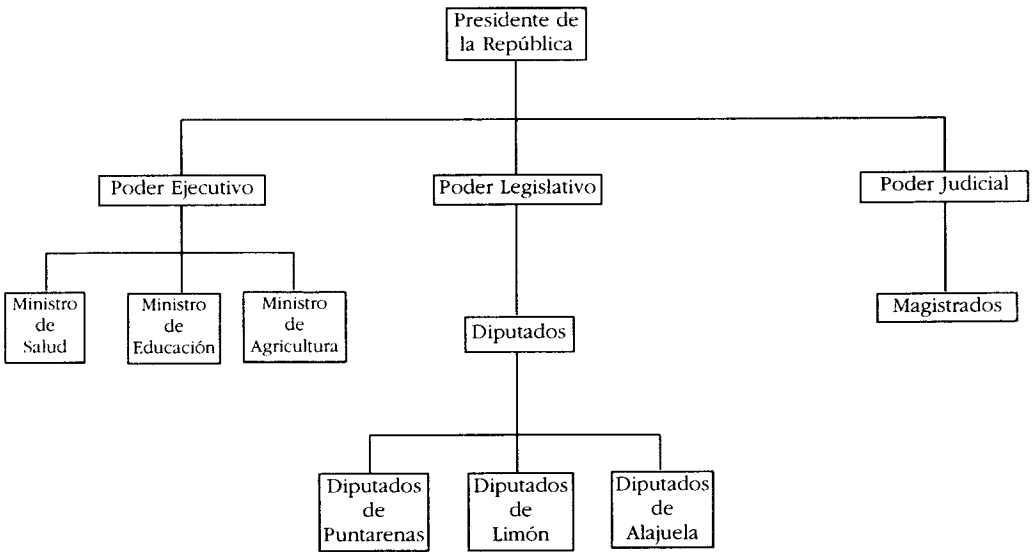 Presidente de
la República
Poder Ejecutivo
Poder Legislativo
Poder Judicial
Ministro
de
Salud
Ministro
de
Educación
Ministro
de
Agricultura
Magistrados
Diputados
Diputados
de
Puntarenas
Diputados
de
Limón
Diputados
de
Alajuela